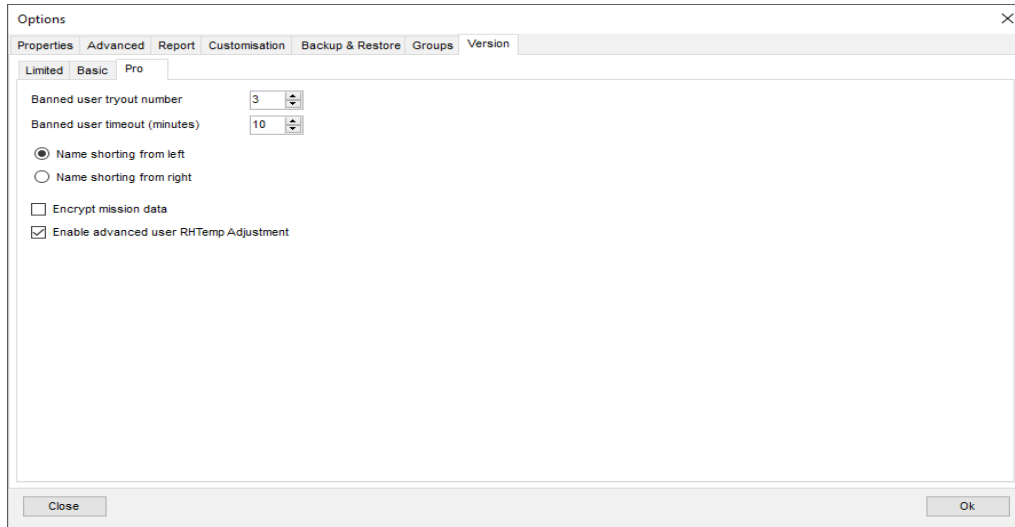 Options
Properties Advanced Report Customisation Backup & Restore Groups Version
Limited Basic Pro
Banned user tryout number 3
Banned user timeout (minutes) 10
Name shorting from left
Name shorting from right
Encrypt mission data
Enable advanced user RHTemp Adjustment
Close Ok